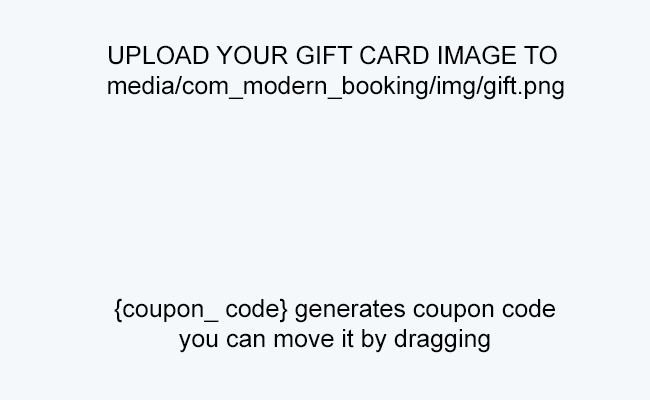 UPLOAD YOUR GIFT CARD IMAGE TO
media/com_modern_booking/img/gift.png
{coupon_ code} generates coupon code
you can move it by dragging